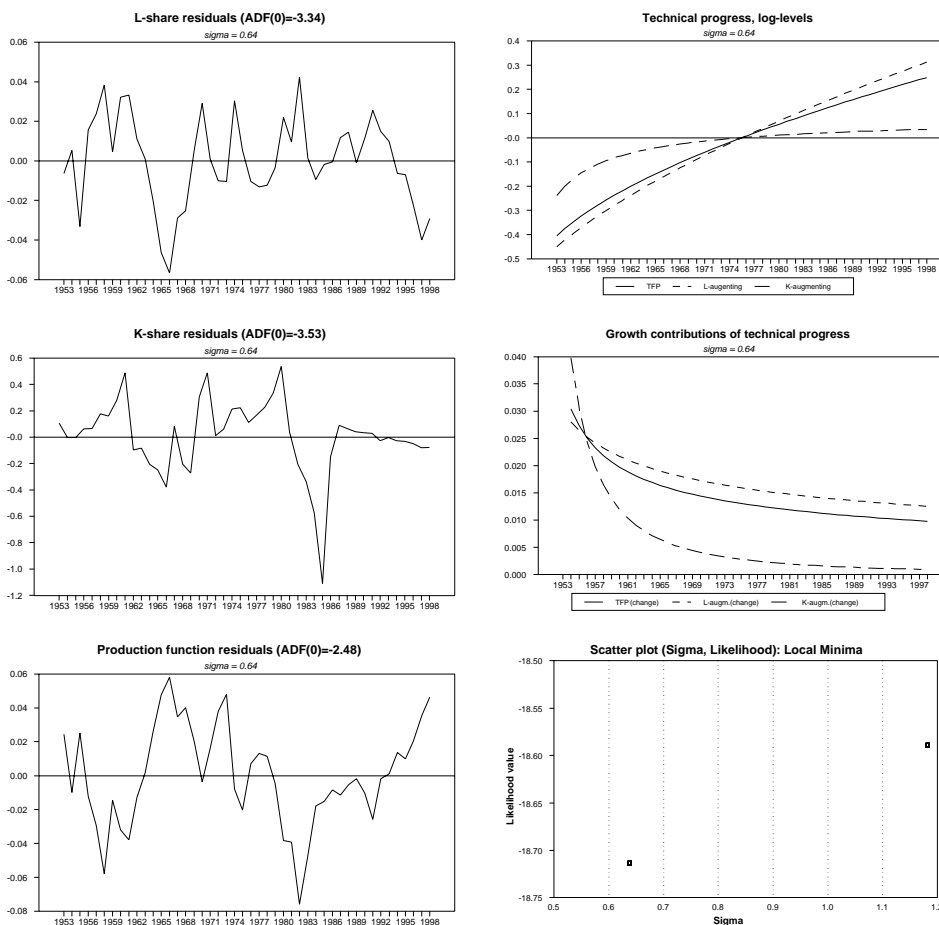 L-share residuals (ADF(0)=-3.34)
sigma = 0.64
0.06
0.04
0.02
0.00
-0.02
-0.04
-0.06
1953 1956 1959 1962 1965 1968 1971 1974 1977 1980 1983 1986 1989 1992 1995 1998
Technical progress, log-levels
sigma = 0.64
0.4
0.3
0.2
0.1
-0.0
-0.1
-0.2
-0.3
-0.4
-0.5
1953 1956 1959 1962 1965 1968 1971 1974 1977 1980 1983 1986 1989 1992 1995 1998
TFP L-augenting K-augmenting
K-share residuals (ADF(0)=-3.53)
sigma = 0.64
0.6
0.4
0.2
-0.0
-0.2
-0.4
-0.6
-0.8
-1.0
-1.2
1953 1956 1959 1962 1965 1968 1971 1974 1977 1980 1983 1986 1989 1992 1995 1998
Growth contributions of technical progress
sigma = 0.64
0.040
0.035
0.030
0.025
0.020
0.015
0.010
0.005
0.000
1953 1957 1961 1965 1969 1973 1977 1981 1985 1989 1993 1997
TFP (change) L-augm.(change) K-augm.(change)
Production function residuals (ADF(0)=-2.48)
sigma = 0.64
0.06
0.04
0.02
0.00
-0.02
-0.04
-0.06
-0.08
1953 1956 1959 1962 1965 1968 1971 1974 1977 1980 1983 1986 1989 1992 1995 1998
Scatter plot (Sigma, Likelihood): Local Minima
Likelihood value
-18.50
-18.55
-18.60
-18.65
-18.70
-18.75
0.5 0.6 0.7 0.8 0.9 1.0 1.1
Sigma